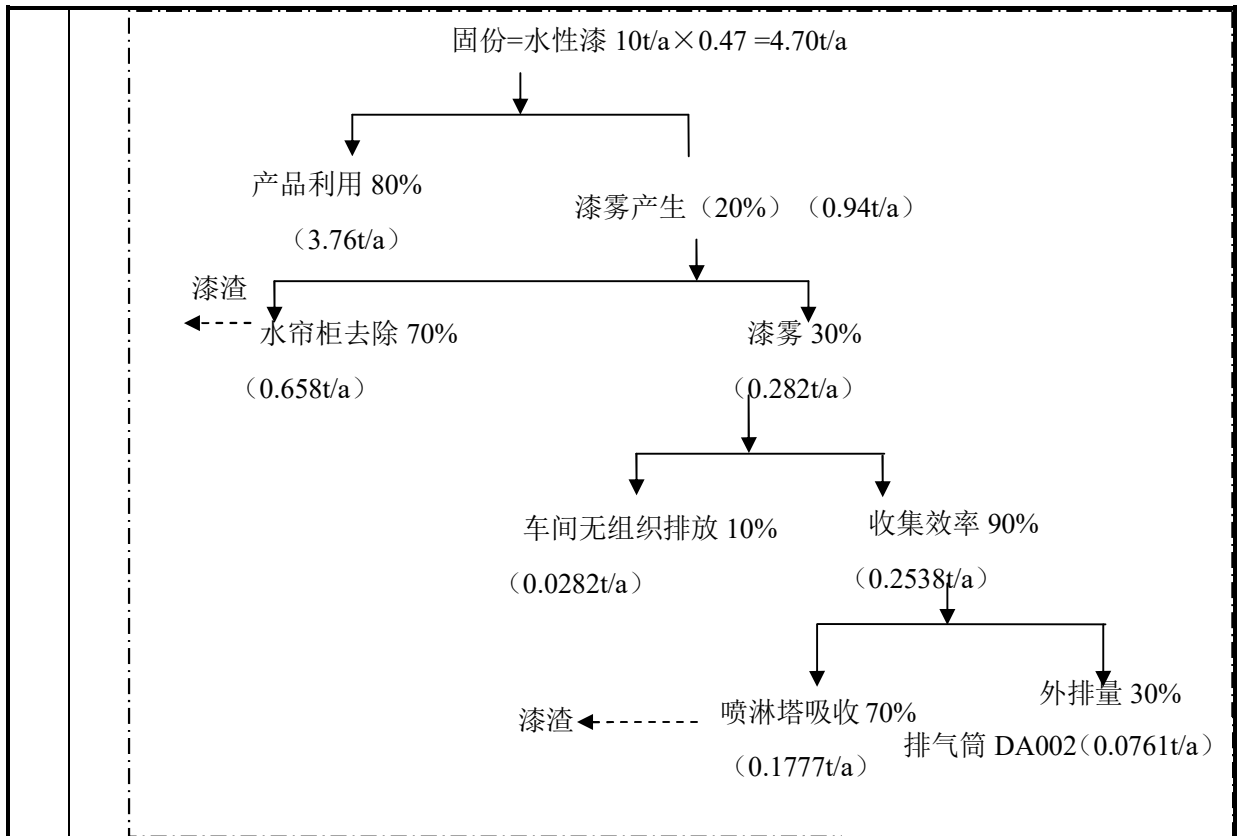 固份=水性漆 10t/a×0.47 =4.70t/a
产品利用 80%
（3.76t/a）
漆雾产生（20%）（0.94t/a）
漆渣
水帘柜去除 70%
（0.658t/a）
漆雾 30%
（0.282t/a）
车间无组织排放 10%
（0.0282t/a）
收集效率 90%
（0.2538t/a）
漆渣
喷淋塔吸收 70%
（0.1777t/a）
外排量 30%
排气筒 DA002（0.0761t/a）